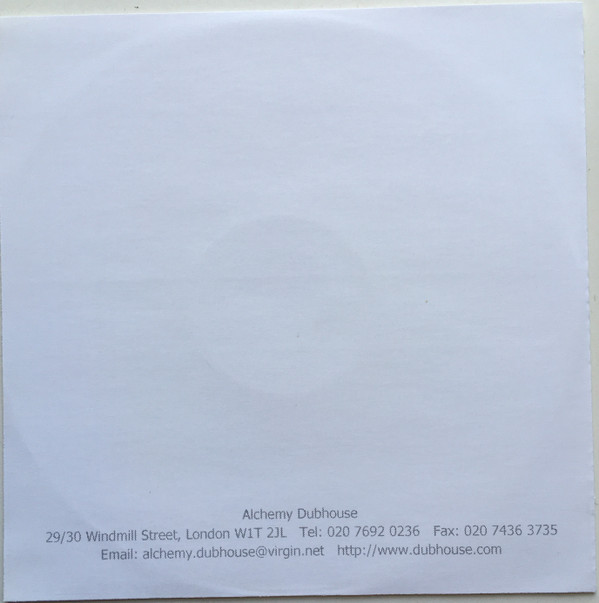 Alchemy Dubhouse
29/30 Windmill Street, London W1T 2JL Tel: 020 7692 0236 Fax: 020 7436 3735
Email: alchemy.dubhouse@virgin.net http://www.dubhouse.com